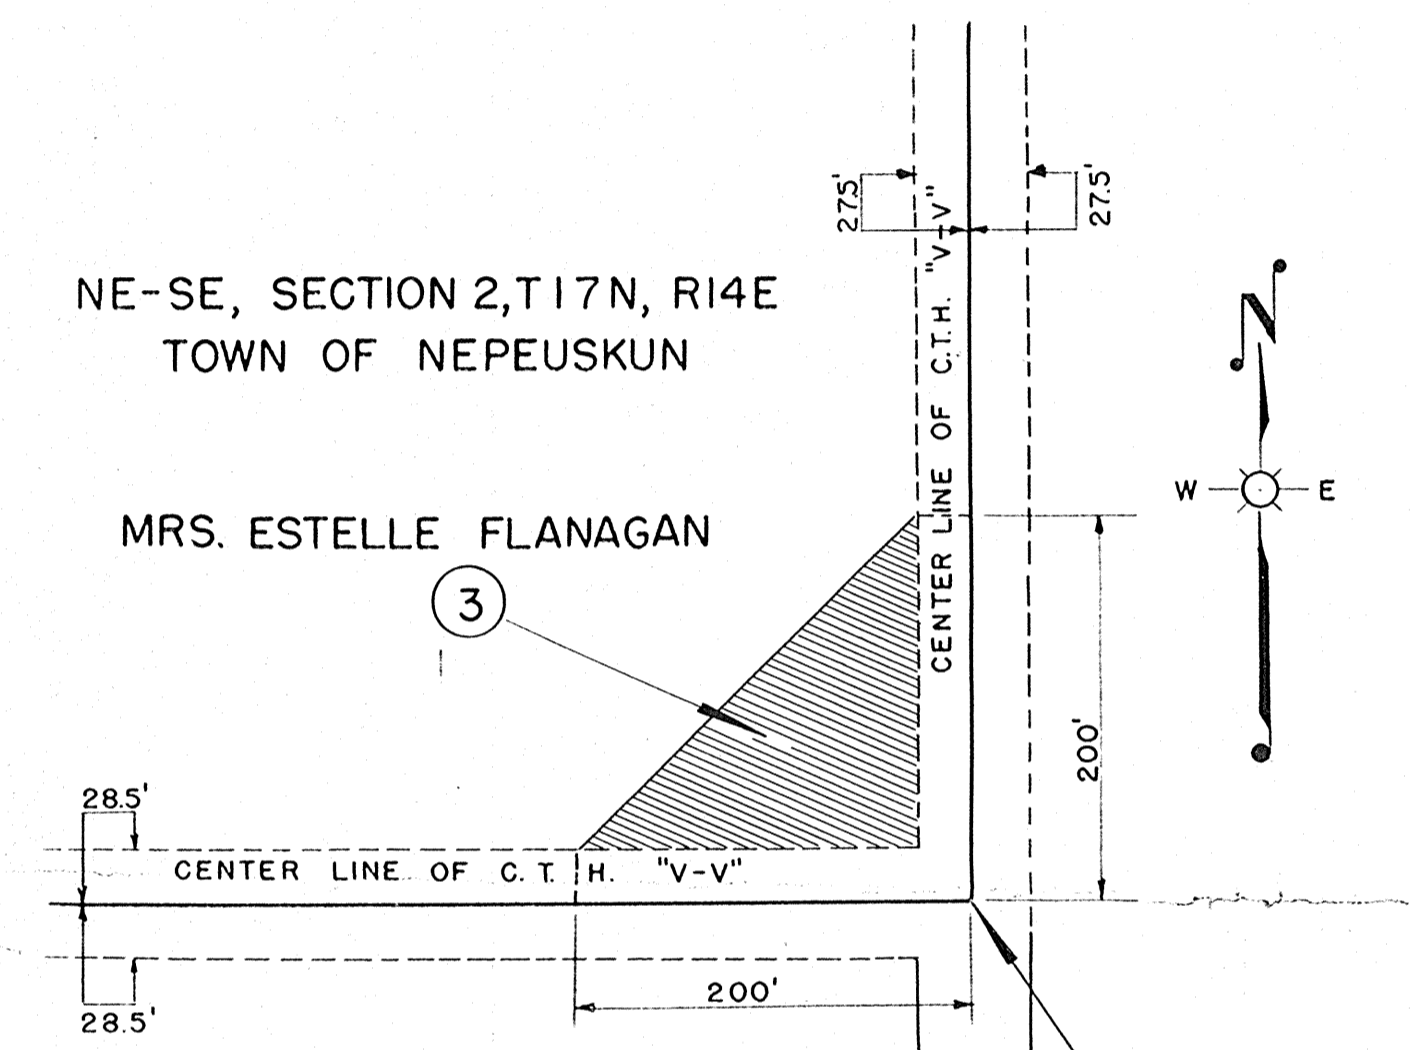 27.5'
27.5'
CENTER LINE OF C.T.H. "V-V"
NE-SE, SECTION 2, T17N, R14E
TOWN OF NEPEUSKUN
N
W E
MRS. ESTELLE FLANAGAN
3
200'
28.5'
CENTER LINE OF C.T.H. "V-V"
200'
28.5'